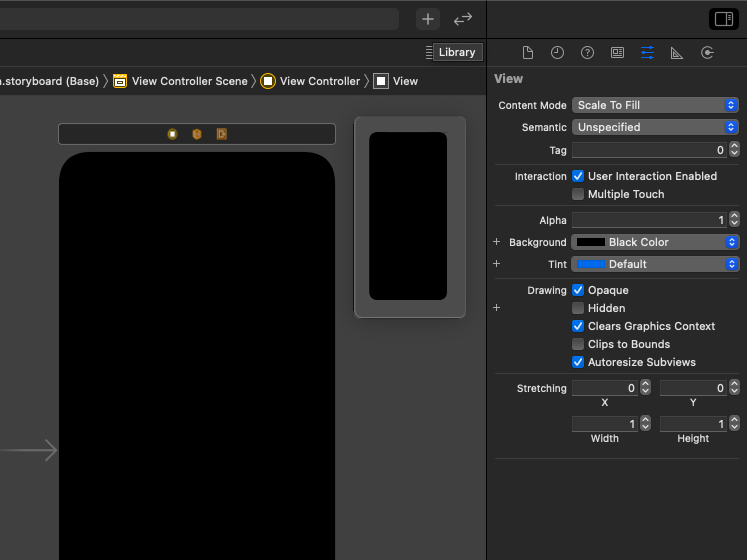 Library
.storyboard (Base) View Controller Scene View Controller View
View
Content Mode Scale To Fill
Semantic Unspecified
Tag 0
Interaction User Interaction Enabled
Multiple Touch
Alpha 1
Background Black Color
Tint Default
Drawing Opaque
Hidden
Clears Graphics Context
Clips to Bounds
Autoresize Subviews
Stretching 0 0
X Y
1 1
Width Height